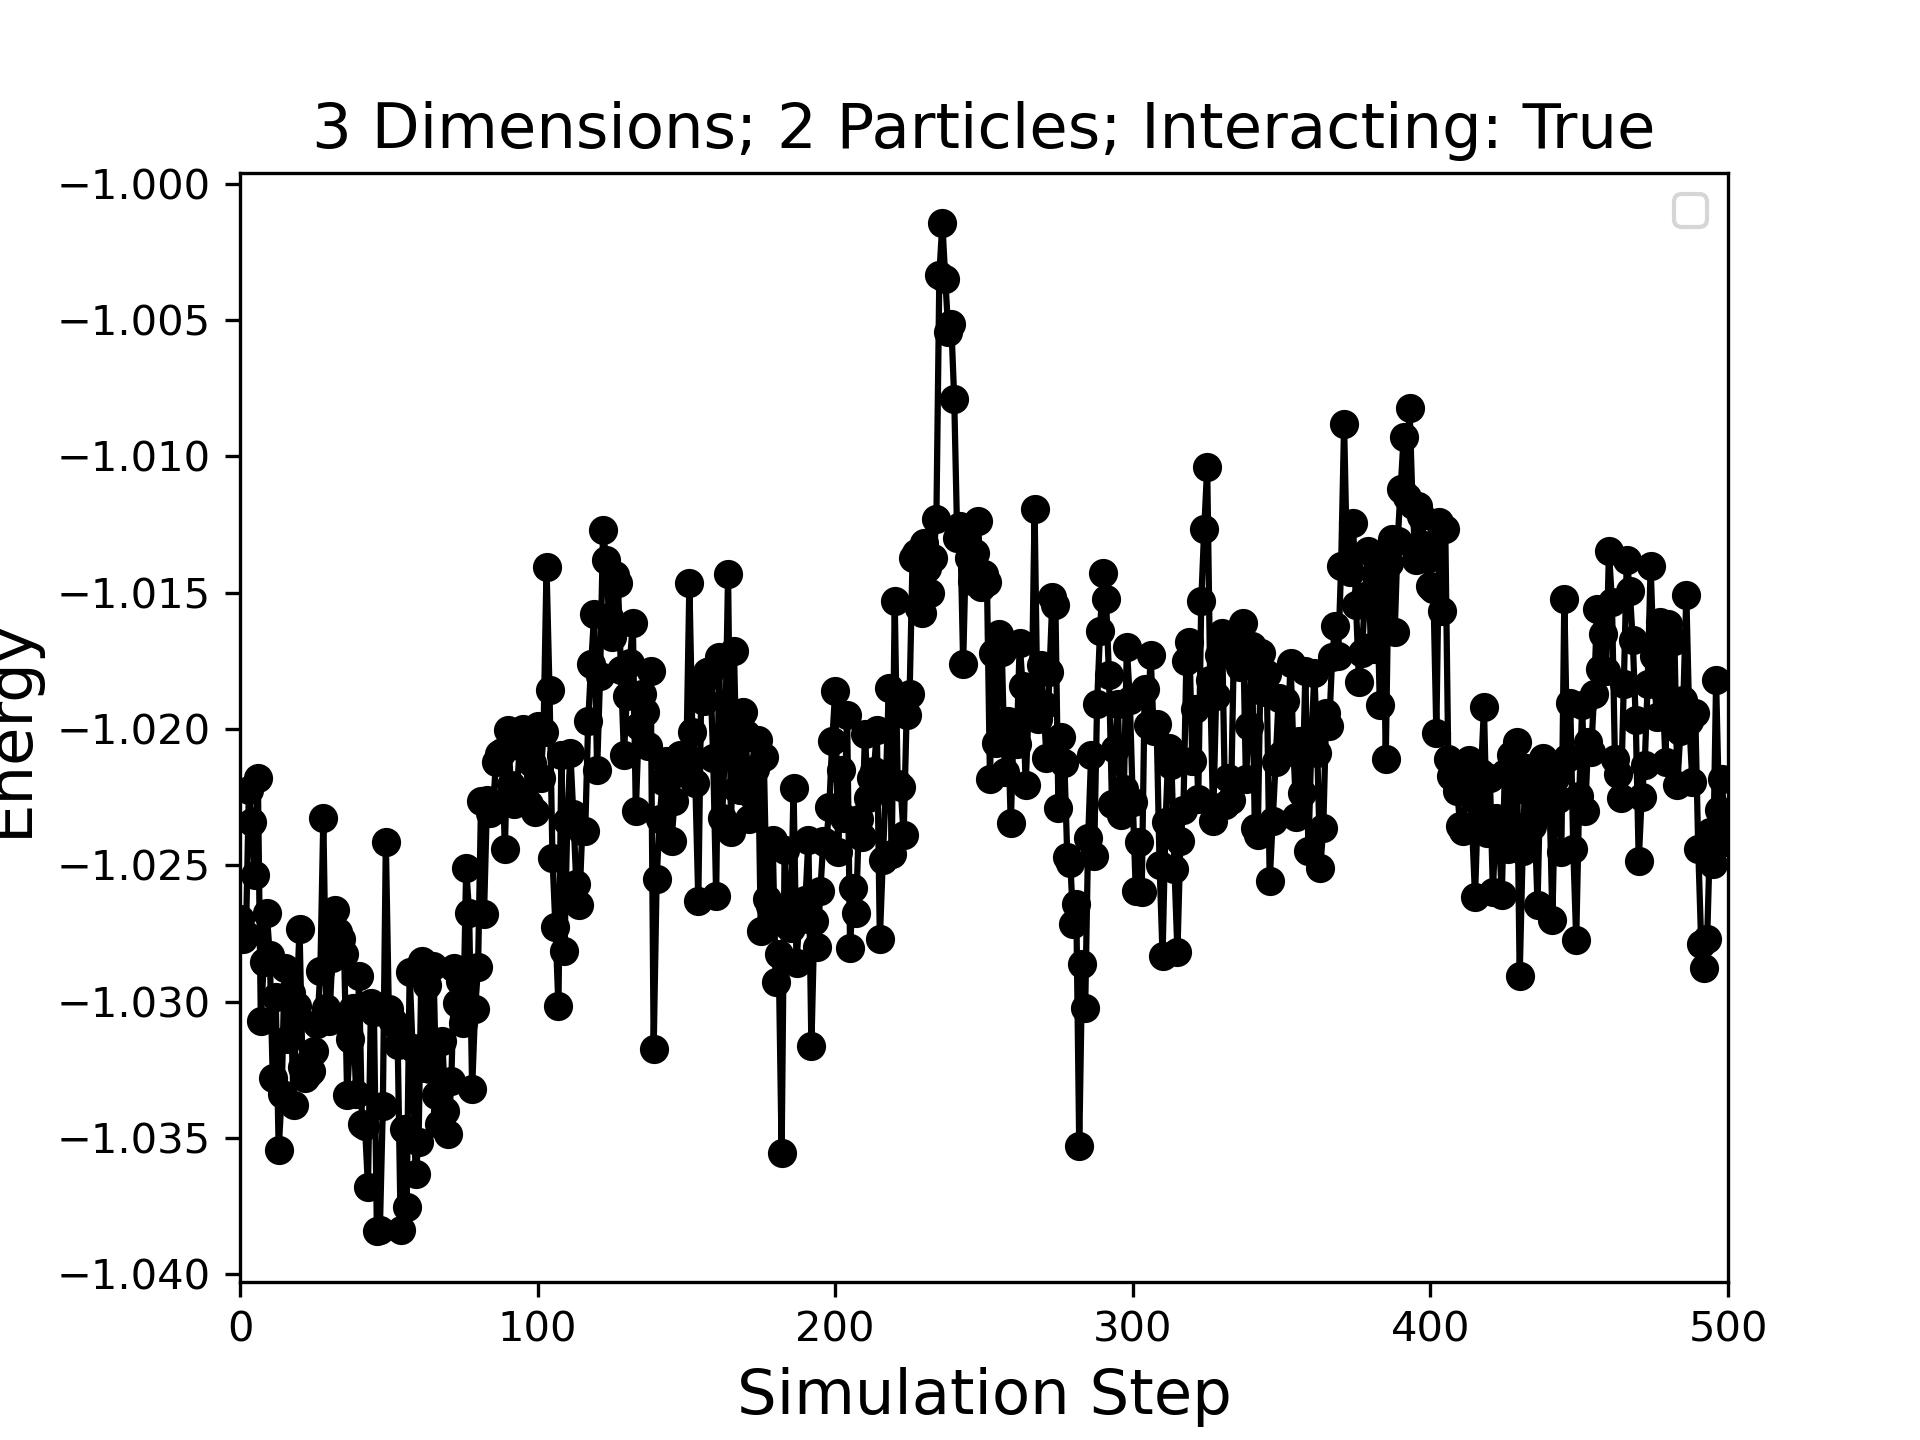 3 Dimensions; 2 Particles; Interacting: True
−1.000
−1.005
−1.010
−1.015
−1.020
−1.025
−1.030
−1.035
−1.040
Energy
0 100 200 300 400 500
Simulation Step